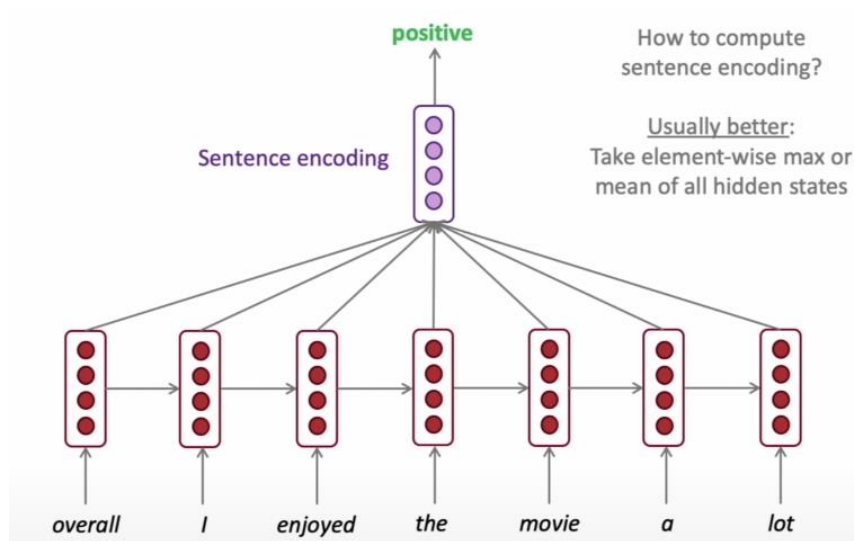 positive
How to compute
sentence encoding?
Usually better:
Take element-wise max or
mean of all hidden states
Sentence encoding
overall I enjoyed the movie a lot